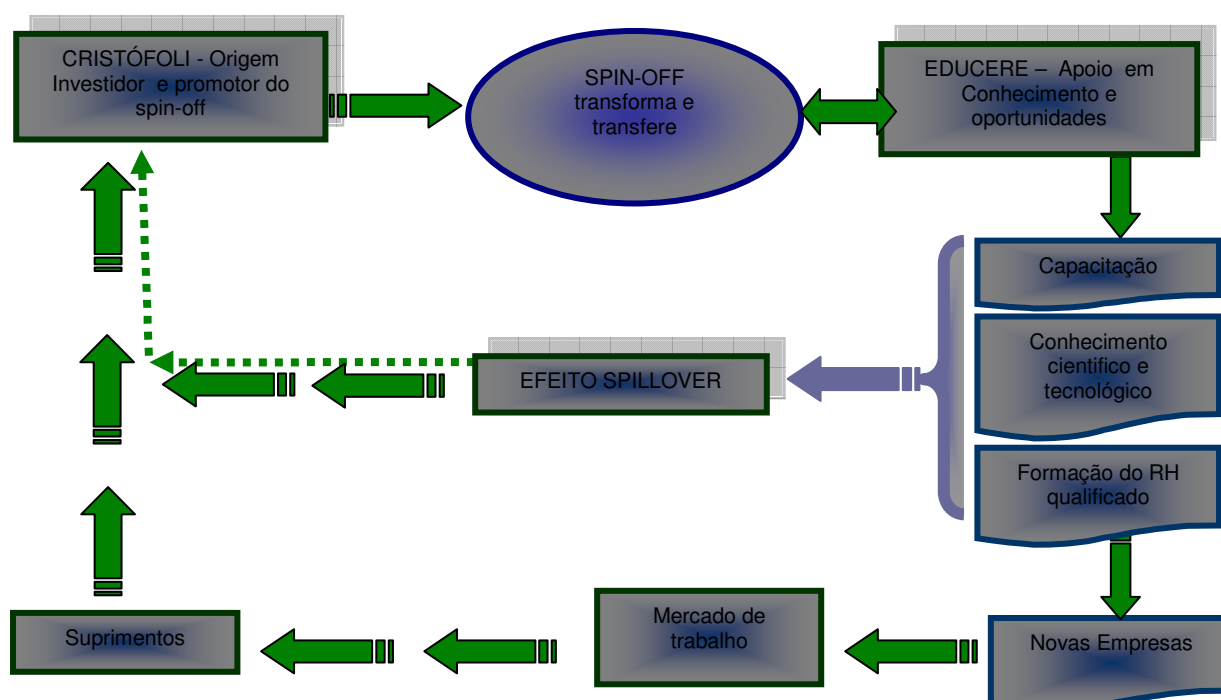 CRISTÓFOLI - Origem
Investidor e promotor do
spin-off
SPIN-OFF
transforma e
transfere
EDUCERE – Apoio em
Conhecimento e
oportunidades
Capacitação
Conhecimento
cientifico e
tecnológico
EFEITO SPILLOVER
Formação do RH
qualificado
Mercado de
trabalho
Suprimentos
Novas Empresas